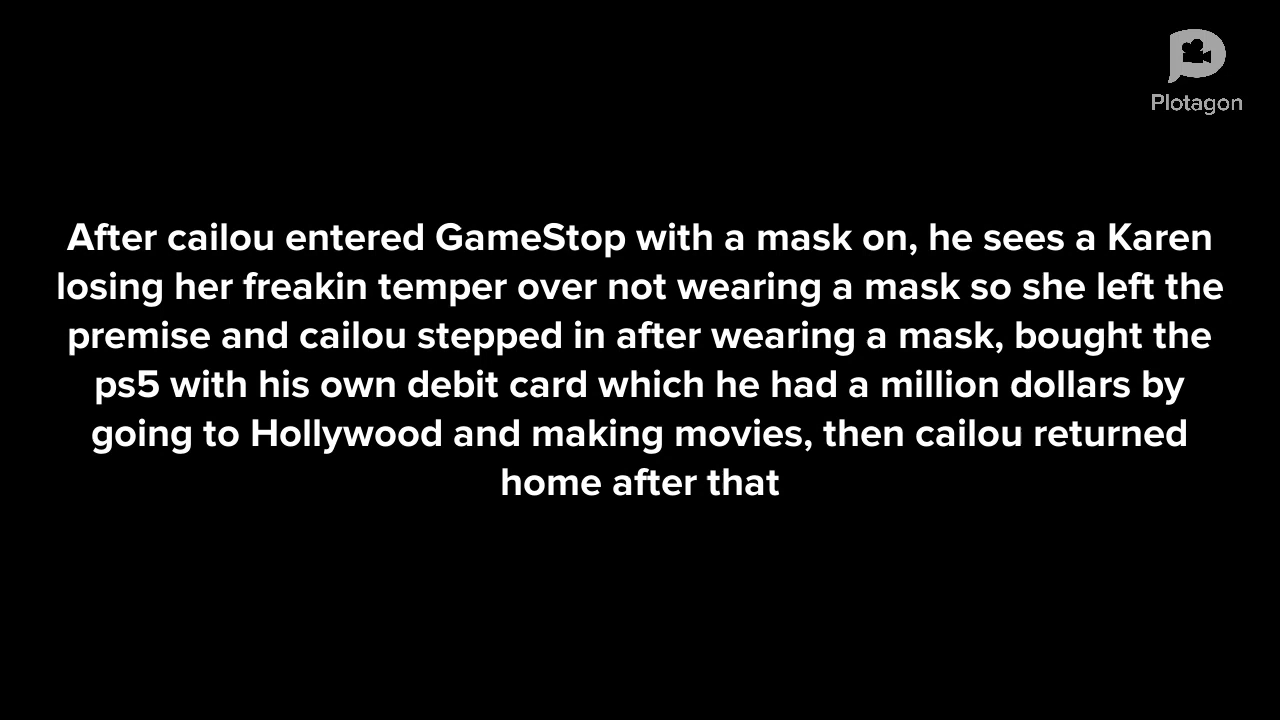 Plotagon
After cailou entered GameStop with a mask on, he sees a Karen
losing her freakin temper over not wearing a mask so she left the
premise and cailou stepped in after wearing a mask, bought the
ps5 with his own debit card which he had a million dollars by
going to Hollywood and making movies, then cailou returned
home after that